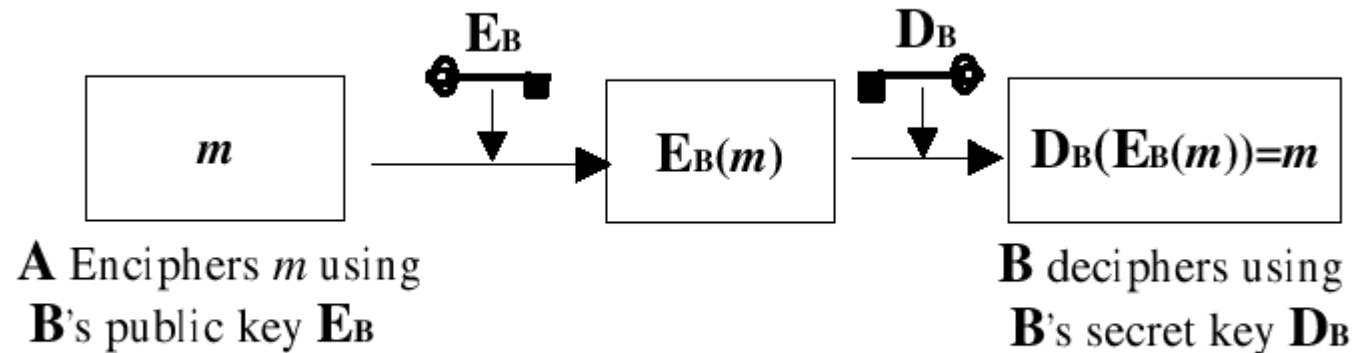 EB
DB
m
EB(m)
DB(EB(m))=m
A Enciphers m using
B's public key EB
B deciphers using
B's secret key DB